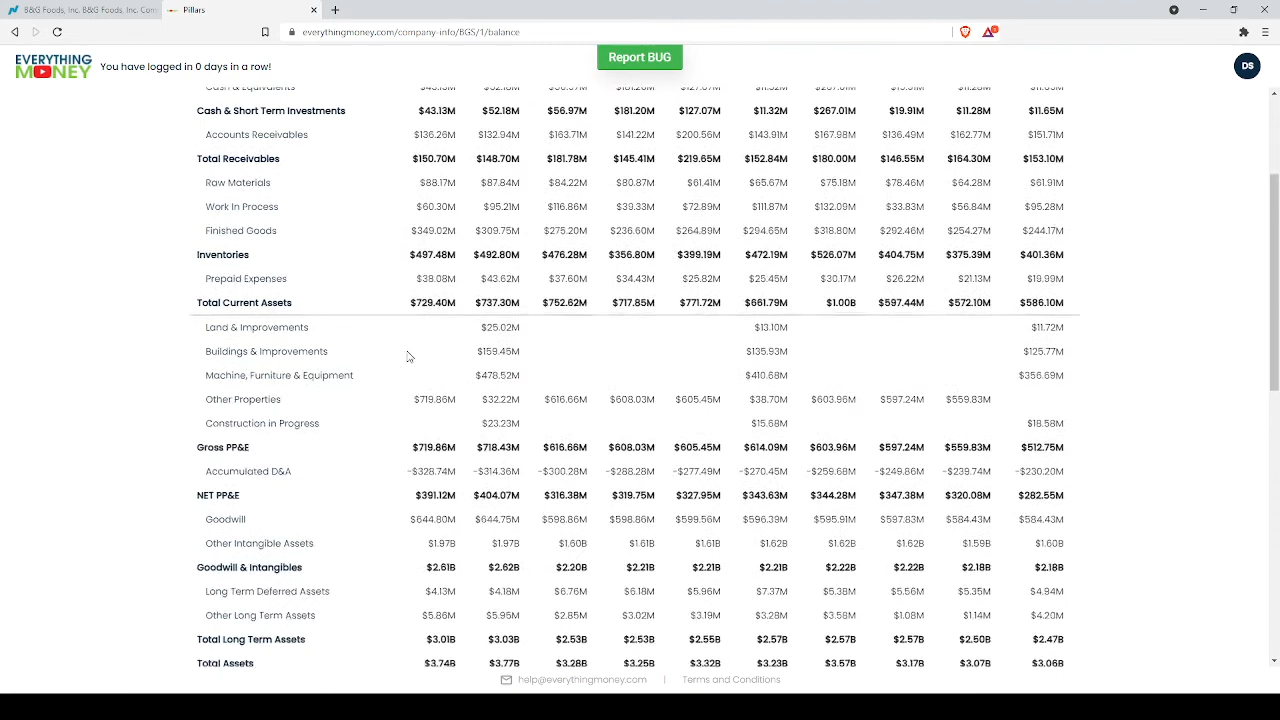 B&G Foods, Inc. B&G Foods, Inc. Com
Pillars
everythingmoney.com/company-info/BGS/1/balance
EVERYTHING
MONEY
You have logged in 0 days in a row!
Report BUG
DS
Cash & Equivalents
Cash & Short Term Investments $43.13M $52.18M $56.97M $181.20M $127.07M $11.32M $267.01M $19.91M $11.28M $11.65M
Accounts Receivables $136.26M $132.94M $163.71M $141.22M $200.56M $143.91M $167.98M $136.49M $162.77M $151.71M
Total Receivables $150.70M $148.70M $181.78M $145.41M $219.65M $152.84M $180.00M $146.55M $164.30M $153.10M
Raw Materials $88.17M $87.84M $84.22M $80.87M $61.41M $65.67M $75.18M $78.46M $64.28M $61.91M
Work In Process $60.30M $95.21M $116.86M $39.33M $72.89M $111.87M $132.09M $33.83M $56.84M $95.28M
Finished Goods $349.02M $309.75M $275.20M $236.60M $264.89M $294.65M $318.80M $292.46M $254.27M $244.17M
Inventories $497.48M $492.80M $476.28M $356.80M $399.19M $472.19M $526.07M $404.75M $375.39M $401.36M
Prepaid Expenses $38.08M $43.62M $37.60M $34.43M $25.82M $25.45M $30.17M $26.22M $21.13M $19.99M
Total Current Assets $729.40M $737.30M $752.62M $717.85M $771.72M $661.79M $1.00B $597.44M $572.10M $586.10M
Land & Improvements $25.02M $13.10M $11.72M
Buildings & Improvements $159.45M $135.93M $125.77M
Machine, Furniture & Equipment $478.52M $410.68M $356.69M
Other Properties $719.86M $32.22M $616.66M $608.03M $605.45M $38.70M $603.96M $597.24M $559.83M
Construction in Progress $23.23M $15.68M $18.58M
Gross PP&E $719.86M $718.43M $616.66M $608.03M $605.45M $614.09M $603.96M $597.24M $559.83M $512.75M
Accumulated D&A -$328.74M -$314.36M -$300.28M -$288.28M -$277.49M -$270.45M -$259.68M -$249.86M -$239.74M -$230.20M
NET PP&E $391.12M $404.07M $316.38M $319.75M $327.95M $343.63M $344.28M $347.38M $320.08M $282.55M
Goodwill $644.80M $644.75M $598.86M $598.86M $599.56M $596.39M $595.91M $597.83M $584.43M $584.43M
Other Intangible Assets $1.97B $1.97B $1.60B $1.61B $1.61B $1.62B $1.62B $1.62B $1.59B $1.60B
Goodwill & Intangibles $2.61B $2.62B $2.20B $2.21B $2.21B $2.21B $2.22B $2.22B $2.18B $2.18B
Long Term Deferred Assets $4.13M $4.18M $6.76M $6.18M $5.96M $7.37M $5.38M $5.56M $5.35M $4.94M
Other Long Term Assets $5.86M $5.95M $2.85M $3.02M $3.19M $3.28M $3.58M $1.08M $1.14M $4.20M
Total Long Term Assets $3.01B $3.03B $2.53B $2.53B $2.55B $2.57B $2.57B $2.57B $2.50B $2.47B
Total Assets $3.74B $3.77B $3.28B $3.25B $3.32B $3.23B $3.57B $3.17B $3.07B $3.06B
help@everythingmoney.com | Terms and Conditions